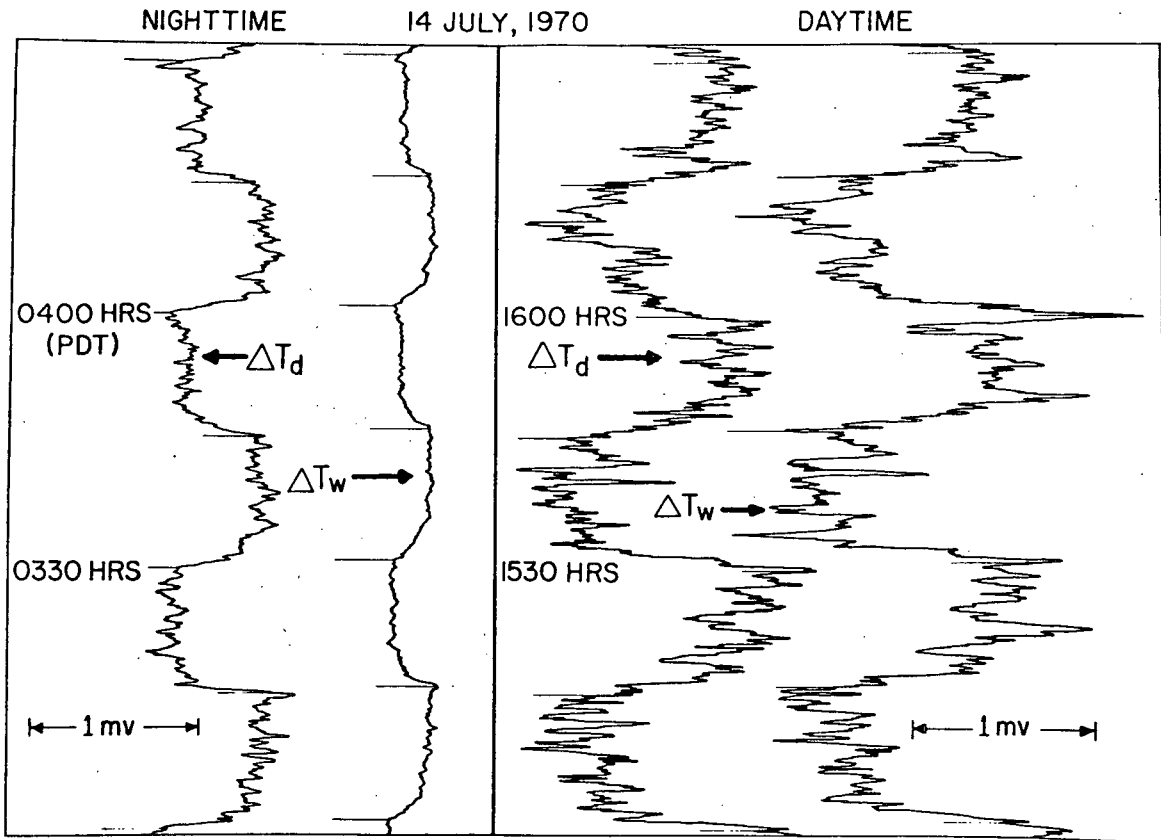 NIGHTTIME 14 JULY, 1970 DAYTIME
0400 HRS
(PDT)
ΔTd
ΔTw
0330 HRS
1 mv
1600 HRS
ΔTd
ΔTw
1530 HRS
1 mv